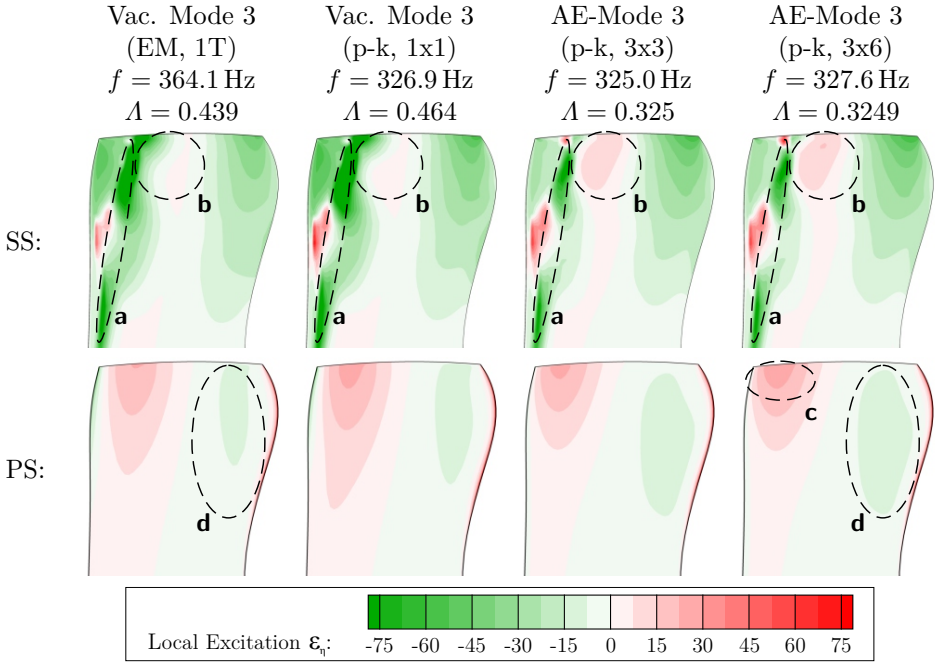 Vac. Mode 3 Vac. Mode 3 AE-Mode 3 AE-Mode 3
(EM, 1T) (p-k, 1x1) (p-k, 3x3) (p-k, 3x6)
f = 364.1 Hz f = 326.9 Hz f = 325.0 Hz f = 327.6 Hz
Λ = 0.439 Λ = 0.464 Λ = 0.325 Λ = 0.3249
b b b b
SS:
a a a a
c
PS:
d d
Local Excitation ε_η: -75 -60 -45 -30 -15 0 15 30 45 60 75